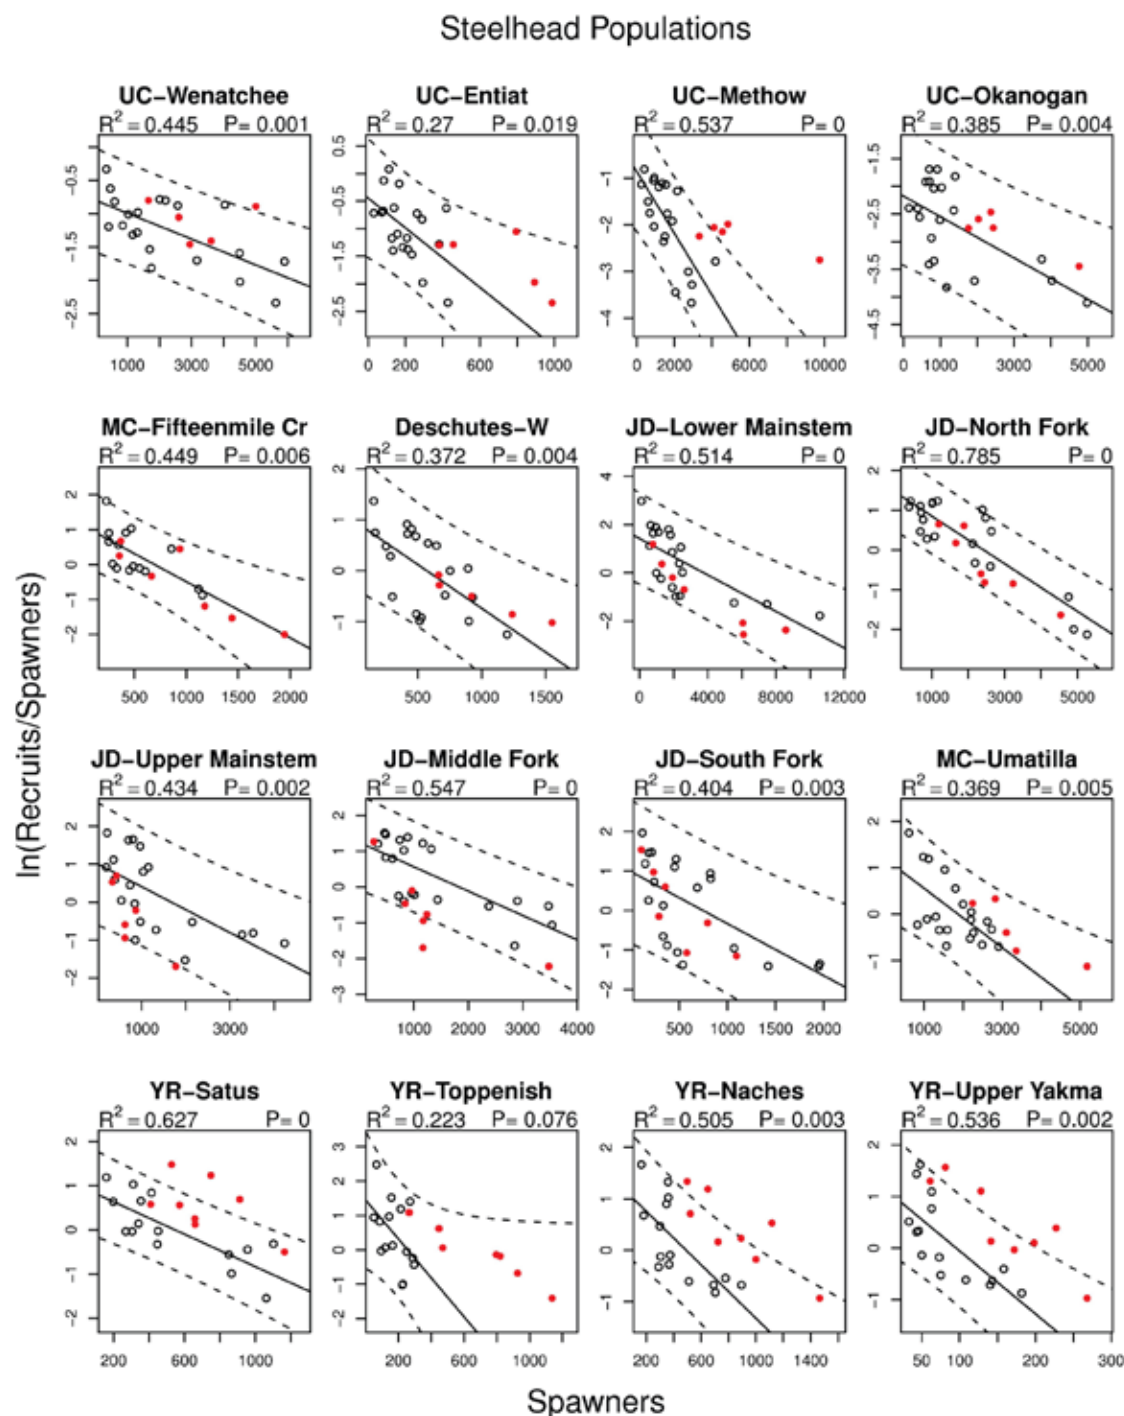 Steelhead Populations
ln(Recruits/Spawners)
UC−Wenatchee
R² = 0.445 P= 0.001
−0.5
−1.5
−2.5
1000 3000 5000
UC−Entiat
R² = 0.27 P= 0.019
0.5
−0.5
−1.5
−2.5
0 200 600 1000
UC−Methow
R² = 0.537 P= 0
−1
−2
−3
−4
0 2000 6000 10000
UC−Okanogan
R² = 0.385 P= 0.004
−1.5
−2.5
−3.5
−4.5
0 1000 3000 5000
MC−Fifteenmile Cr
R² = 0.449 P= 0.006
2
1
0
−1
−2
500 1000 1500 2000
Deschutes−W
R² = 0.372 P= 0.004
2
1
0
−1
500 1000 1500
JD−Lower Mainstem
R² = 0.514 P= 0
4
2
0
−2
0 4000 8000 12000
JD−North Fork
R² = 0.785 P= 0
2
1
0
−1
−2
1000 3000 5000
JD−Upper Mainstem
R² = 0.434 P= 0.002
2
1
0
−1
−2
1000 3000
JD−Middle Fork
R² = 0.547 P= 0
2
1
0
−1
−2
−3
1000 2000 3000 4000
JD−South Fork
R² = 0.404 P= 0.003
2
1
0
−1
−2
500 1000 1500 2000
MC−Umatilla
R² = 0.369 P= 0.005
2
1
0
−1
1000 3000 5000
YR−Satus
R² = 0.627 P= 0
2
1
0
−1
−2
200 600 1000
YR−Toppenish
R² = 0.223 P= 0.076
3
2
1
0
−1
−2
200 600 1000
YR−Naches
R² = 0.505 P= 0.003
2
1
0
−1
200 600 1000 1400
YR−Upper Yakma
R² = 0.536 P= 0.002
2
1
0
−1
50 100 200 300
Spawners